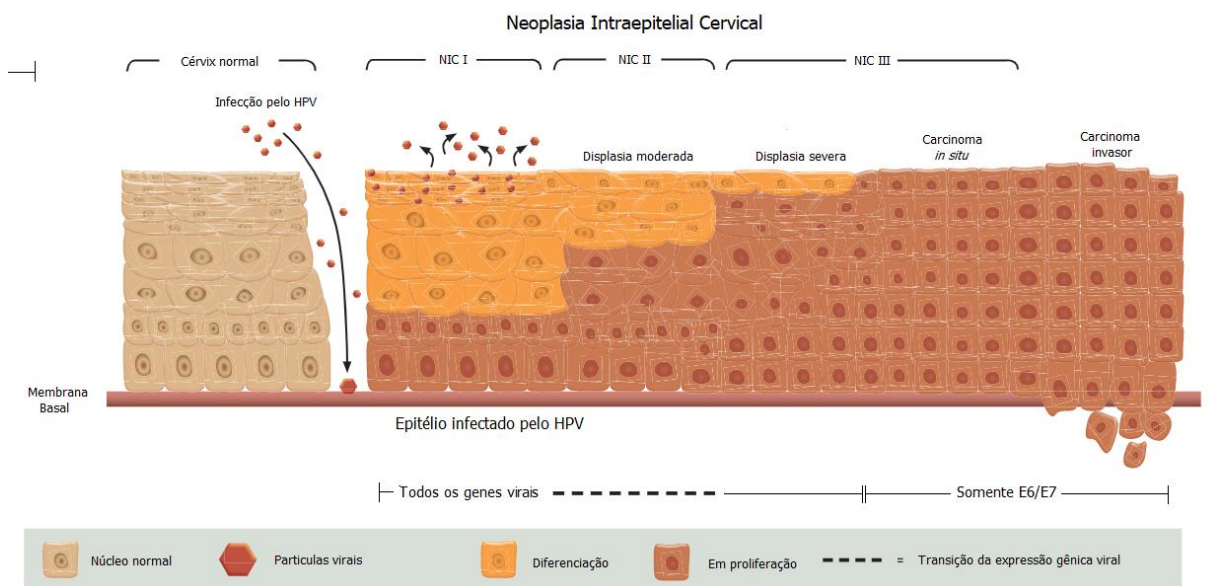 Neoplasia Intraepitelial Cervical
Cérvix normal
NIC I
NIC II
NIC III
Infecção pelo HPV
Displasia moderada
Displasia severa
Carcinoma
in situ
Carcinoma
invasor
Membrana
Basal
Epitélio infectado pelo HPV
Todos os genes virais
Somente E6/E7
Núcleo normal
Particulas virais
Diferenciação
Em proliferação
= Transição da expressão gênica viral